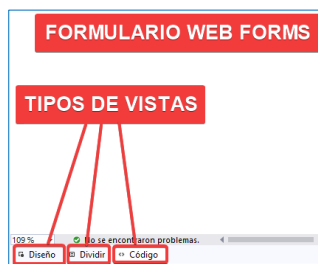 FORMULARIO WEB FORMS
TIPOS DE VISTAS
109 % No se encontraron problemas.
Diseño Dividir Código